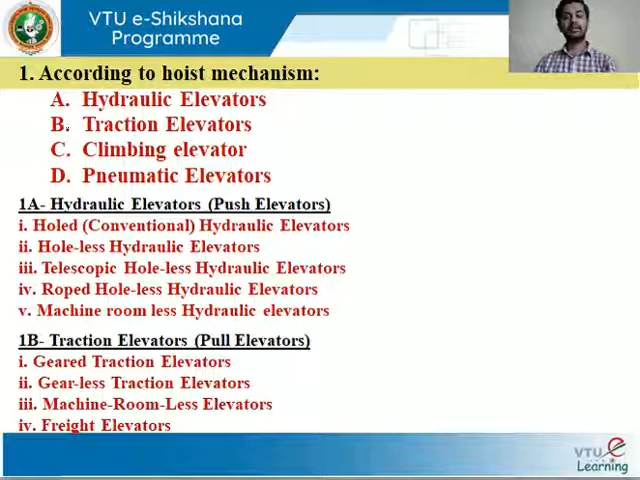 VTU e-Shikshana
Programme
1. According to hoist mechanism:
A. Hydraulic Elevators
B. Traction Elevators
C. Climbing elevator
D. Pneumatic Elevators
1A- Hydraulic Elevators (Push Elevators)
i. Holed (Conventional) Hydraulic Elevators
ii. Hole-less Hydraulic Elevators
iii. Telescopic Hole-less Hydraulic Elevators
iv. Roped Hole-less Hydraulic Elevators
v. Machine room less Hydraulic elevators
1B- Traction Elevators (Pull Elevators)
i. Geared Traction Elevators
ii. Gear-less Traction Elevators
iii. Machine-Room-Less Elevators
iv. Freight Elevators
VTU e
Learning